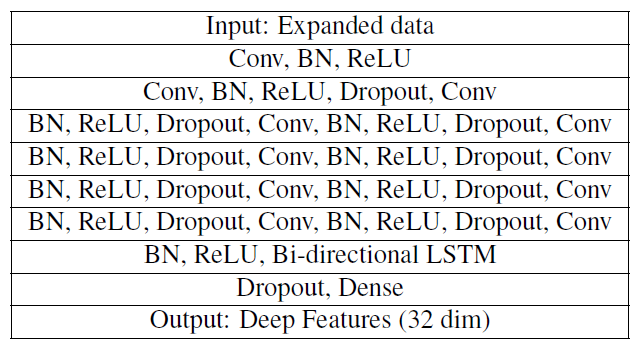 Input: Expanded data
Conv, BN, ReLU
Conv, BN, ReLU, Dropout, Conv
BN, ReLU, Dropout, Conv, BN, ReLU, Dropout, Conv
BN, ReLU, Dropout, Conv, BN, ReLU, Dropout, Conv
BN, ReLU, Dropout, Conv, BN, ReLU, Dropout, Conv
BN, ReLU, Dropout, Conv, BN, ReLU, Dropout, Conv
BN, ReLU, Bi-directional LSTM
Dropout, Dense
Output: Deep Features (32 dim)